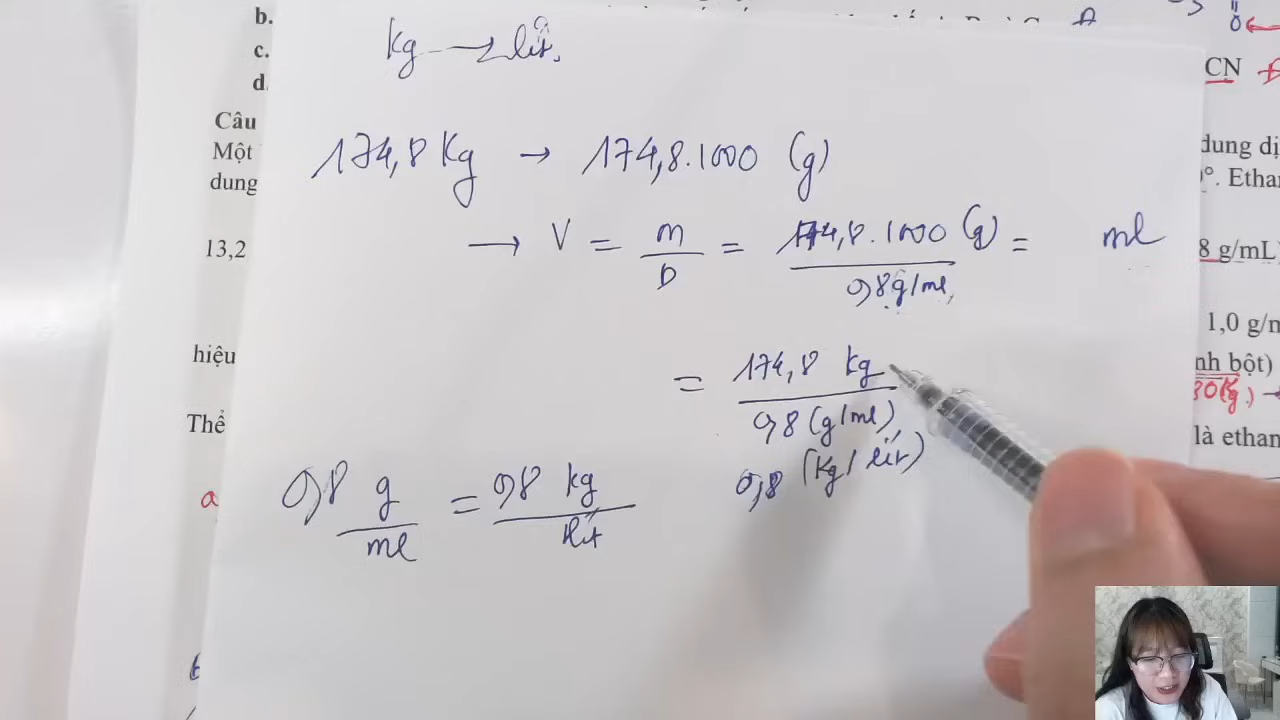 b.
c.
d.
kg → lít.
CN
Câu
Một
dung
174,8 Kg → 174,8.1000 (g)
dung dị
°. Ethan
13,2
→ V = m/D = 174,8.1000 (g) / 0,8 g/ml = ml
8 g/mL
1,0 g/m
hiệu
= 174,8 kg / 0,8 (g/ml)
nh bột)
30(kg)
Thể
là ethan
0,8 (kg/lít)
a
0,8 g/ml = 0,8 kg/lít